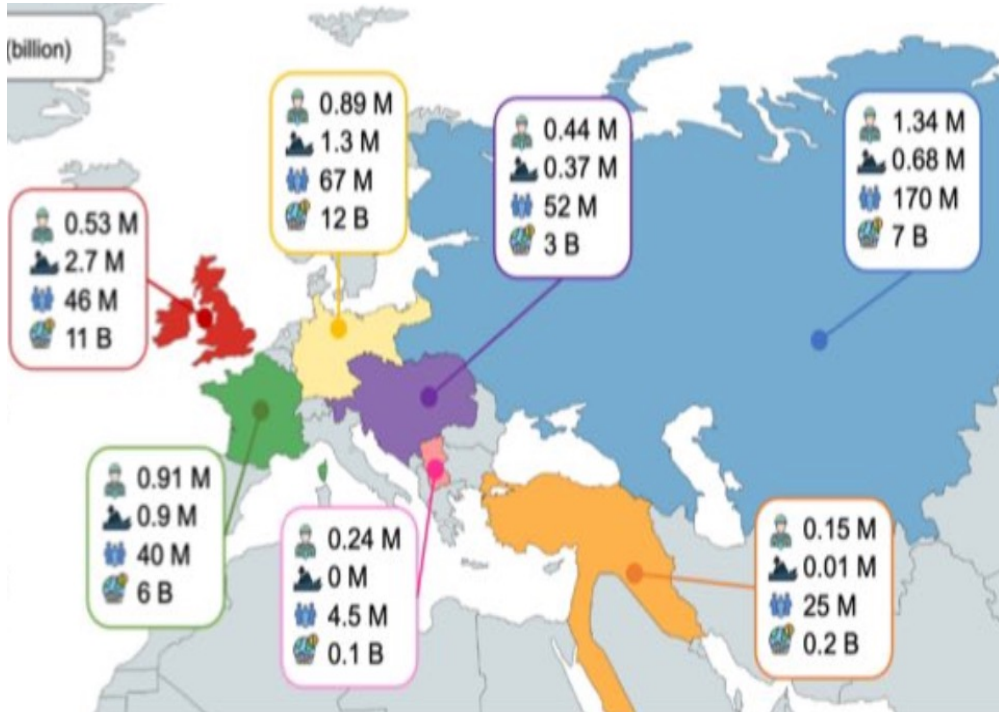 (billion)
0.89 M
1.3 M
67 M
12 B
0.44 M
0.37 M
52 M
3 B
1.34 M
0.68 M
170 M
7 B
0.53 M
2.7 M
46 M
11 B
0.91 M
0.9 M
40 M
6 B
0.24 M
0 M
4.5 M
0.1 B
0.15 M
0.01 M
25 M
0.2 B